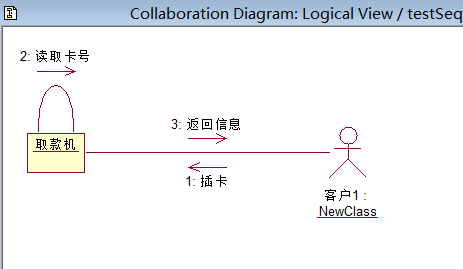 Collaboration Diagram: Logical View / testSeq
2: 读取卡号
取款机
3: 返回信息
1: 插卡
客户1 :
NewClass